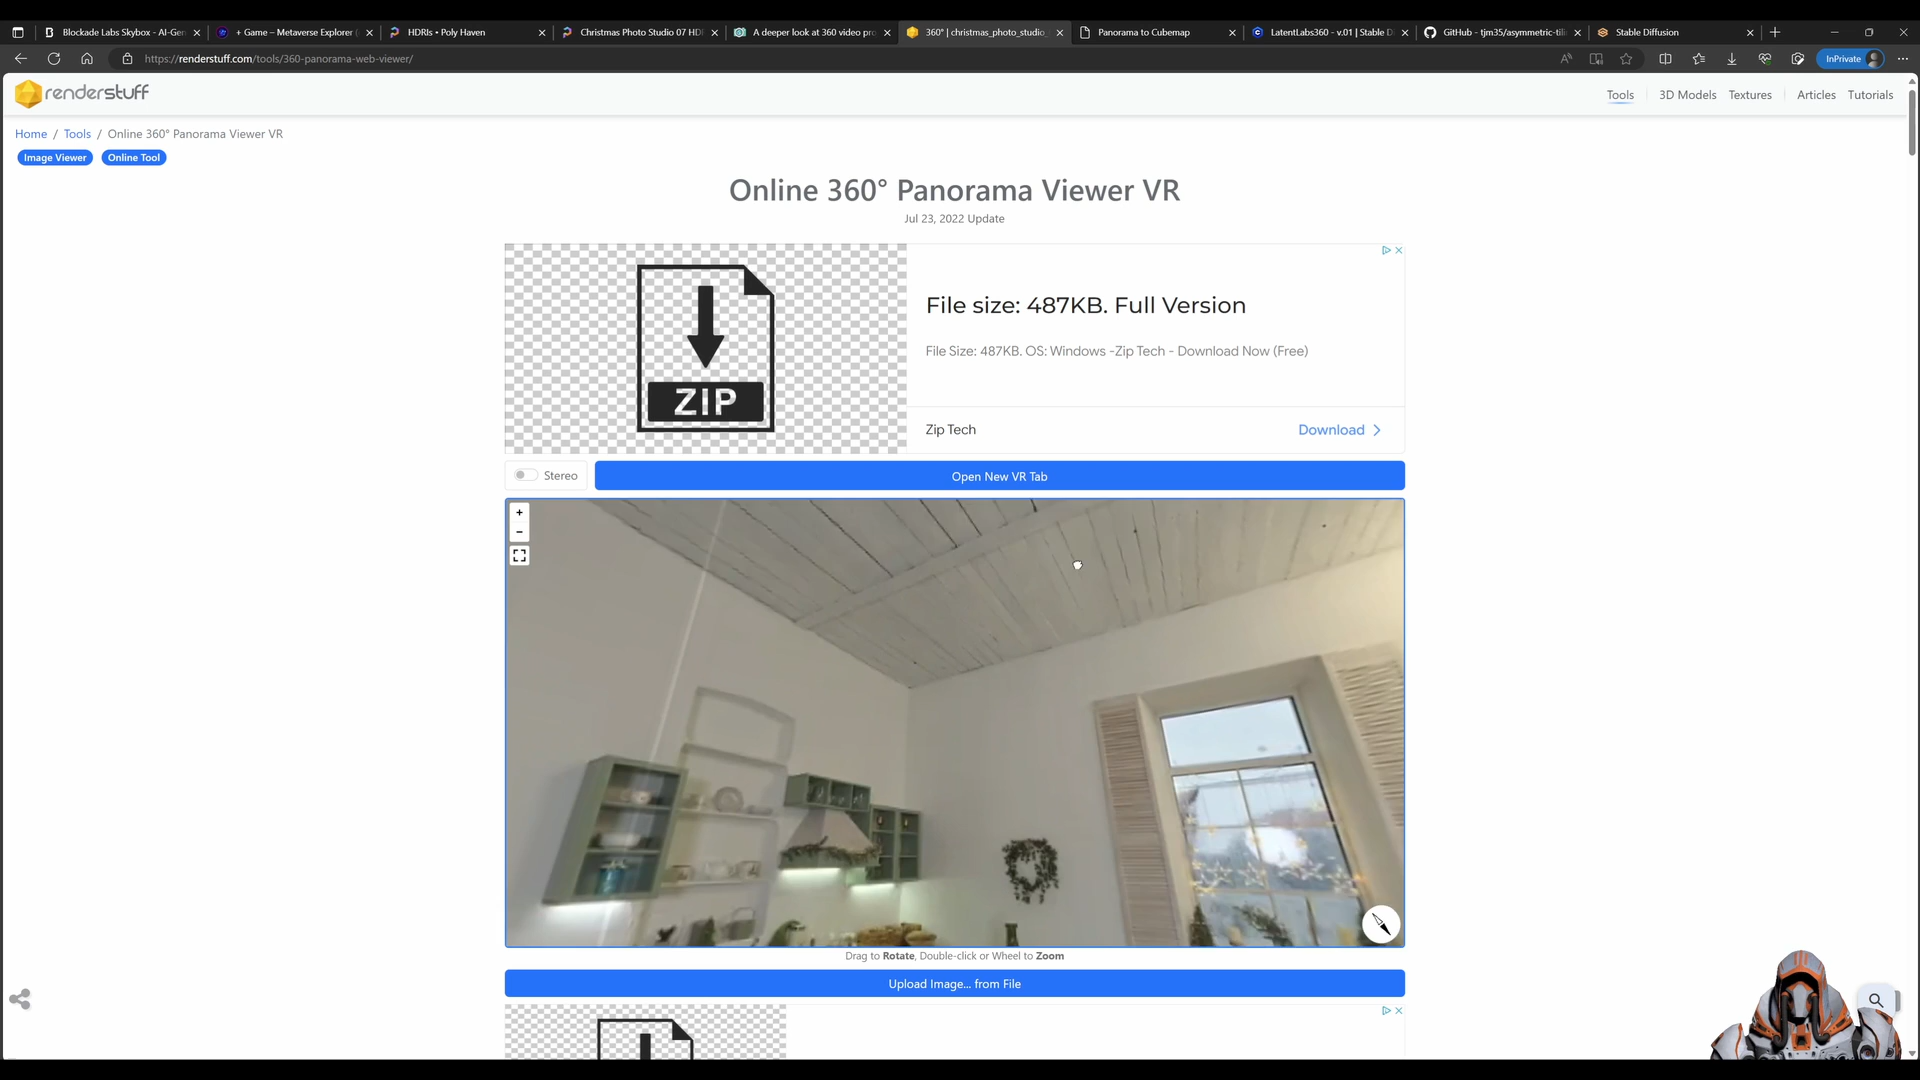 Blockade Labs Skybox - AI-Gen
+ Game – Metaverse Explorer (
HDRIs • Poly Haven
Christmas Photo Studio 07 HDR
A deeper look at 360 video pro
360° | christmas_photo_studio_
Panorama to Cubemap
LatentLabs360 - v.01 | Stable D
GitHub - tjm35/asymmetric-tili
Stable Diffusion
https://renderstuff.com/tools/360-panorama-web-viewer/
InPrivate
renderstuff
Tools
3D Models
Textures
Articles
Tutorials
Home / Tools / Online 360° Panorama Viewer VR
Image Viewer
Online Tool
Online 360° Panorama Viewer VR
Jul 23, 2022 Update
ZIP
File size: 487KB. Full Version
File Size: 487KB. OS: Windows -Zip Tech - Download Now (Free)
Zip Tech
Download
Stereo
Open New VR Tab
Drag to Rotate, Double-click or Wheel to Zoom
Upload Image... from File